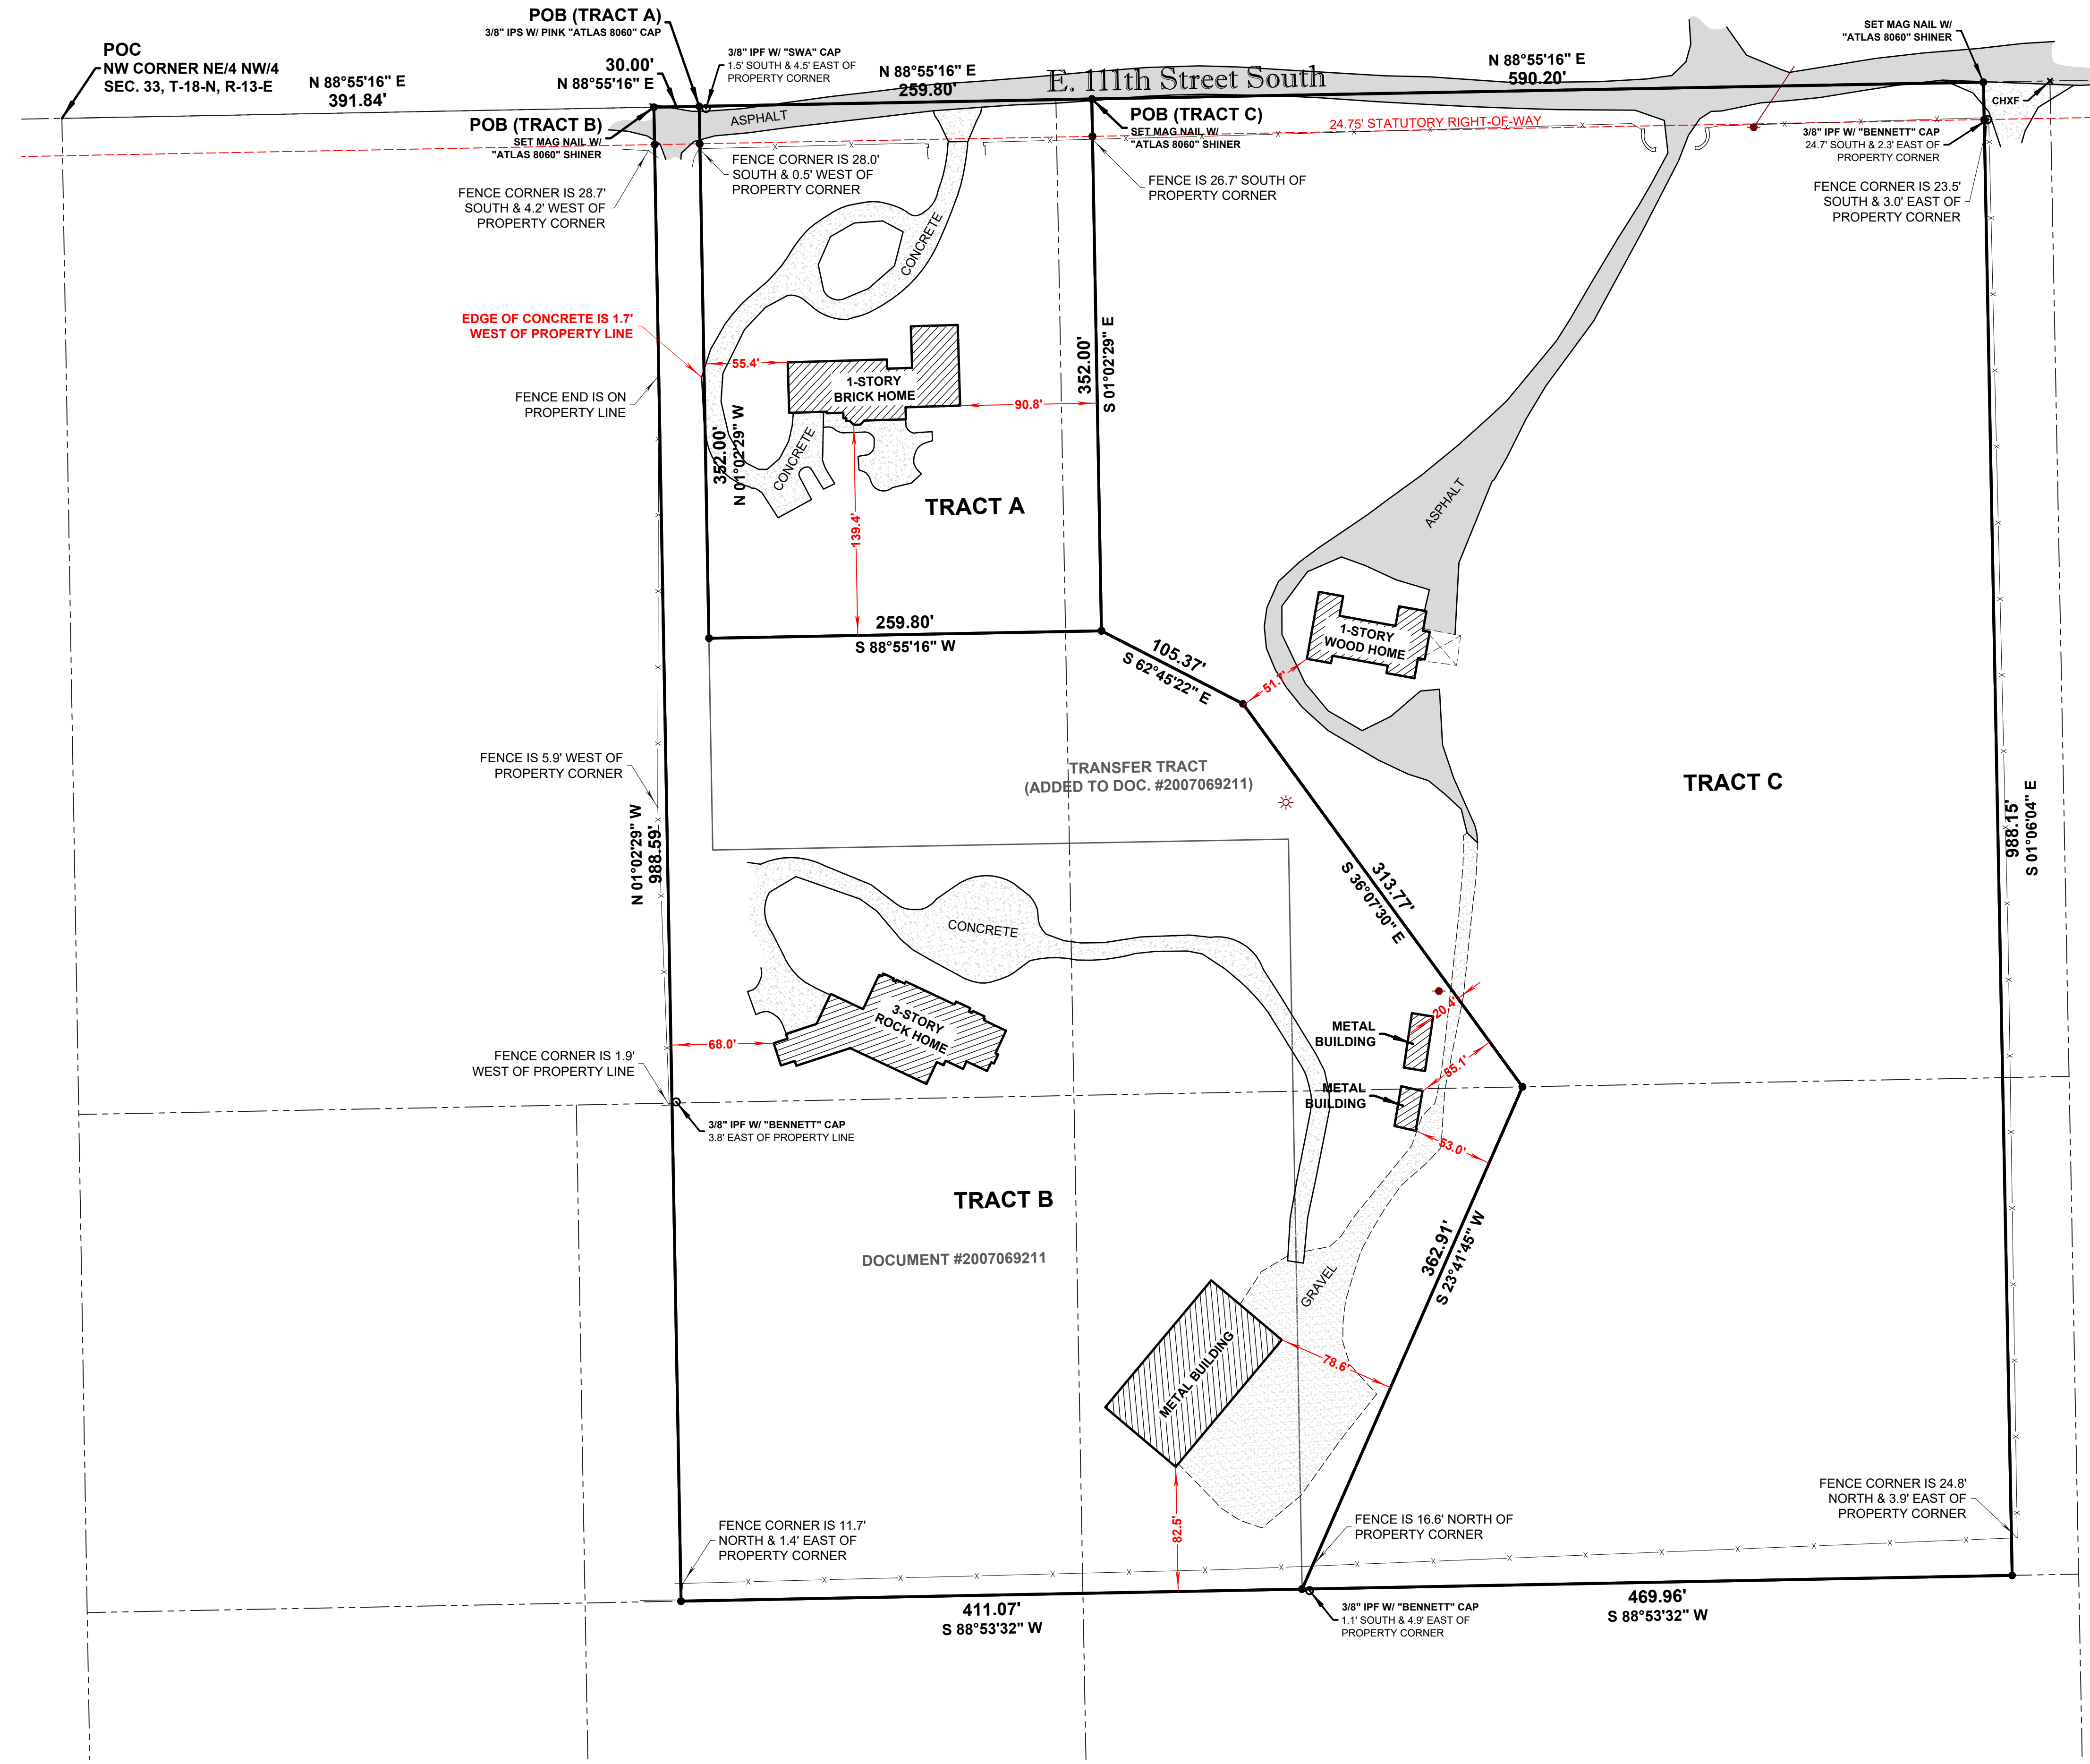 POB (TRACT A)
3/8" IPS W/ PINK "ATLAS 8060" CAP
POC
NW CORNER NE/4 NW/4
SEC. 33, T-18-N, R-13-E
N 88°55'16" E
391.84'
30.00'
N 88°55'16" E
3/8" IPF W/ "SWA" CAP
1.5' SOUTH & 4.5' EAST OF
PROPERTY CORNER
N 88°55'16" E
259.80'
E. 111th Street South
N 88°55'16" E
590.20'
SET MAG NAIL W/
"ATLAS 8060" SHINER
CHXF
POB (TRACT B)
SET MAG NAIL W/
"ATLAS 8060" SHINER
ASPHALT
POB (TRACT C)
SET MAG NAIL W/
"ATLAS 8060" SHINER
24.75' STATUTORY RIGHT-OF-WAY
3/8" IPF W/ "BENNETT" CAP
24.7' SOUTH & 2.3' EAST OF
PROPERTY CORNER
FENCE CORNER IS 28.7'
SOUTH & 4.2' WEST OF
PROPERTY CORNER
FENCE CORNER IS 28.0'
SOUTH & 0.5' WEST OF
PROPERTY CORNER
FENCE IS 26.7' SOUTH OF
PROPERTY CORNER
FENCE CORNER IS 23.5'
SOUTH & 3.0' EAST OF
PROPERTY CORNER
CONCRETE
EDGE OF CONCRETE IS 1.7'
WEST OF PROPERTY LINE
55.4'
1-STORY
BRICK HOME
90.8'
352.00'
S 01°02'29" E
FENCE END IS ON
PROPERTY LINE
352.00'
N 01°02'29" W
CONCRETE
139.4'
TRACT A
ASPHALT
259.80'
S 88°55'16" W
105.37'
S 62°45'22" E
1-STORY
WOOD HOME
51.7'
FENCE IS 5.9' WEST OF
PROPERTY CORNER
TRANSFER TRACT
(ADDED TO DOC. #2007069211)
TRACT C
N 01°02'29" W
988.59'
988.15'
S 01°06'04" E
313.77'
S 36°07'30" E
CONCRETE
3-STORY
ROCK HOME
68.0'
20.4'
METAL
BUILDING
55.1'
METAL
BUILDING
53.0'
FENCE CORNER IS 1.9'
WEST OF PROPERTY LINE
3/8" IPF W/ "BENNETT" CAP
3.8' EAST OF PROPERTY LINE
TRACT B
DOCUMENT #2007069211
362.91'
S 23°41'45" W
GRAVEL
METAL BUILDING
78.6'
82.5'
FENCE CORNER IS 24.8'
NORTH & 3.9' EAST OF
PROPERTY CORNER
FENCE CORNER IS 11.7'
NORTH & 1.4' EAST OF
PROPERTY CORNER
FENCE IS 16.6' NORTH OF
PROPERTY CORNER
411.07'
S 88°53'32" W
3/8" IPF W/ "BENNETT" CAP
1.1' SOUTH & 4.9' EAST OF
PROPERTY CORNER
469.96'
S 88°53'32" W